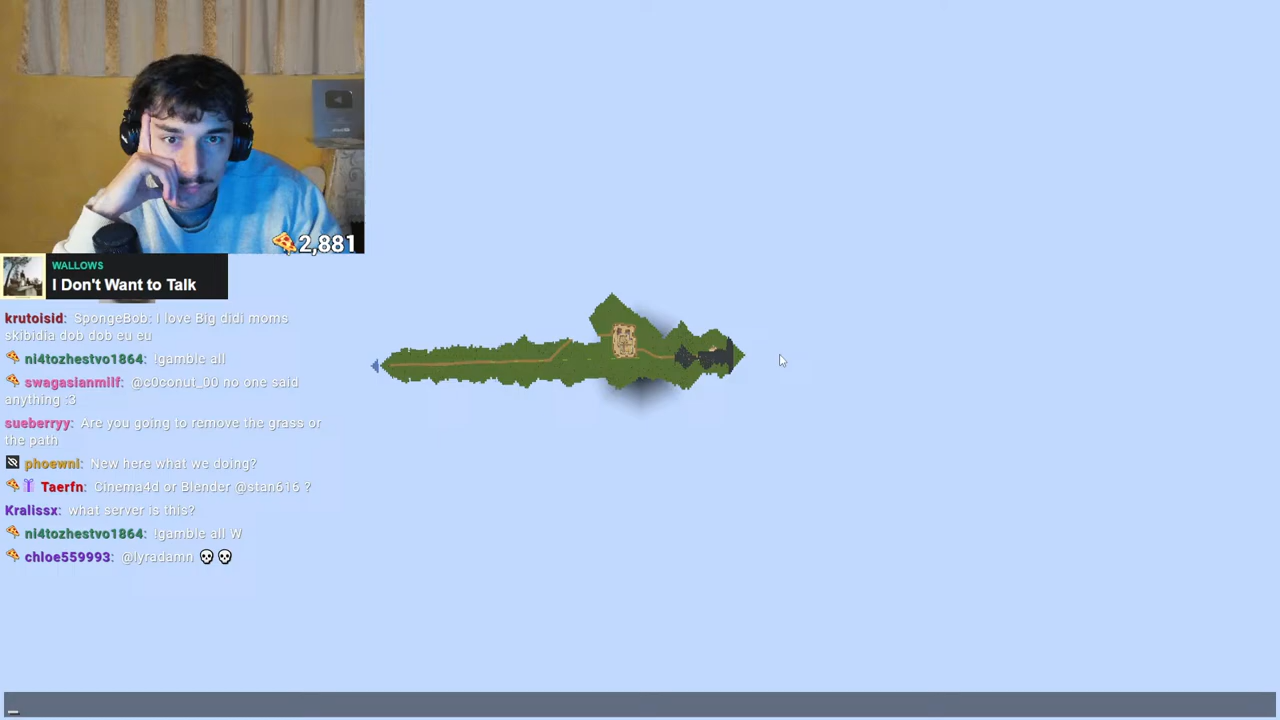 2,881
WALLOWS
I Don't Want to Talk
krutoisid: SpongeBob: I love Big didi moms
skibidia dob dob eu eu
ni4tozhestvo1864: !gamble all
swagasianmilf: @c0conut_00 no one said
anything :3
sueberryy: Are you going to remove the grass or
the path
phoewni: New here what we doing?
Taerfn: Cinema4d or Blender @stan616 ?
Kralissx: what server is this?
ni4tozhestvo1864: !gamble all W
chloe559993: @lyradamn 💀💀
_